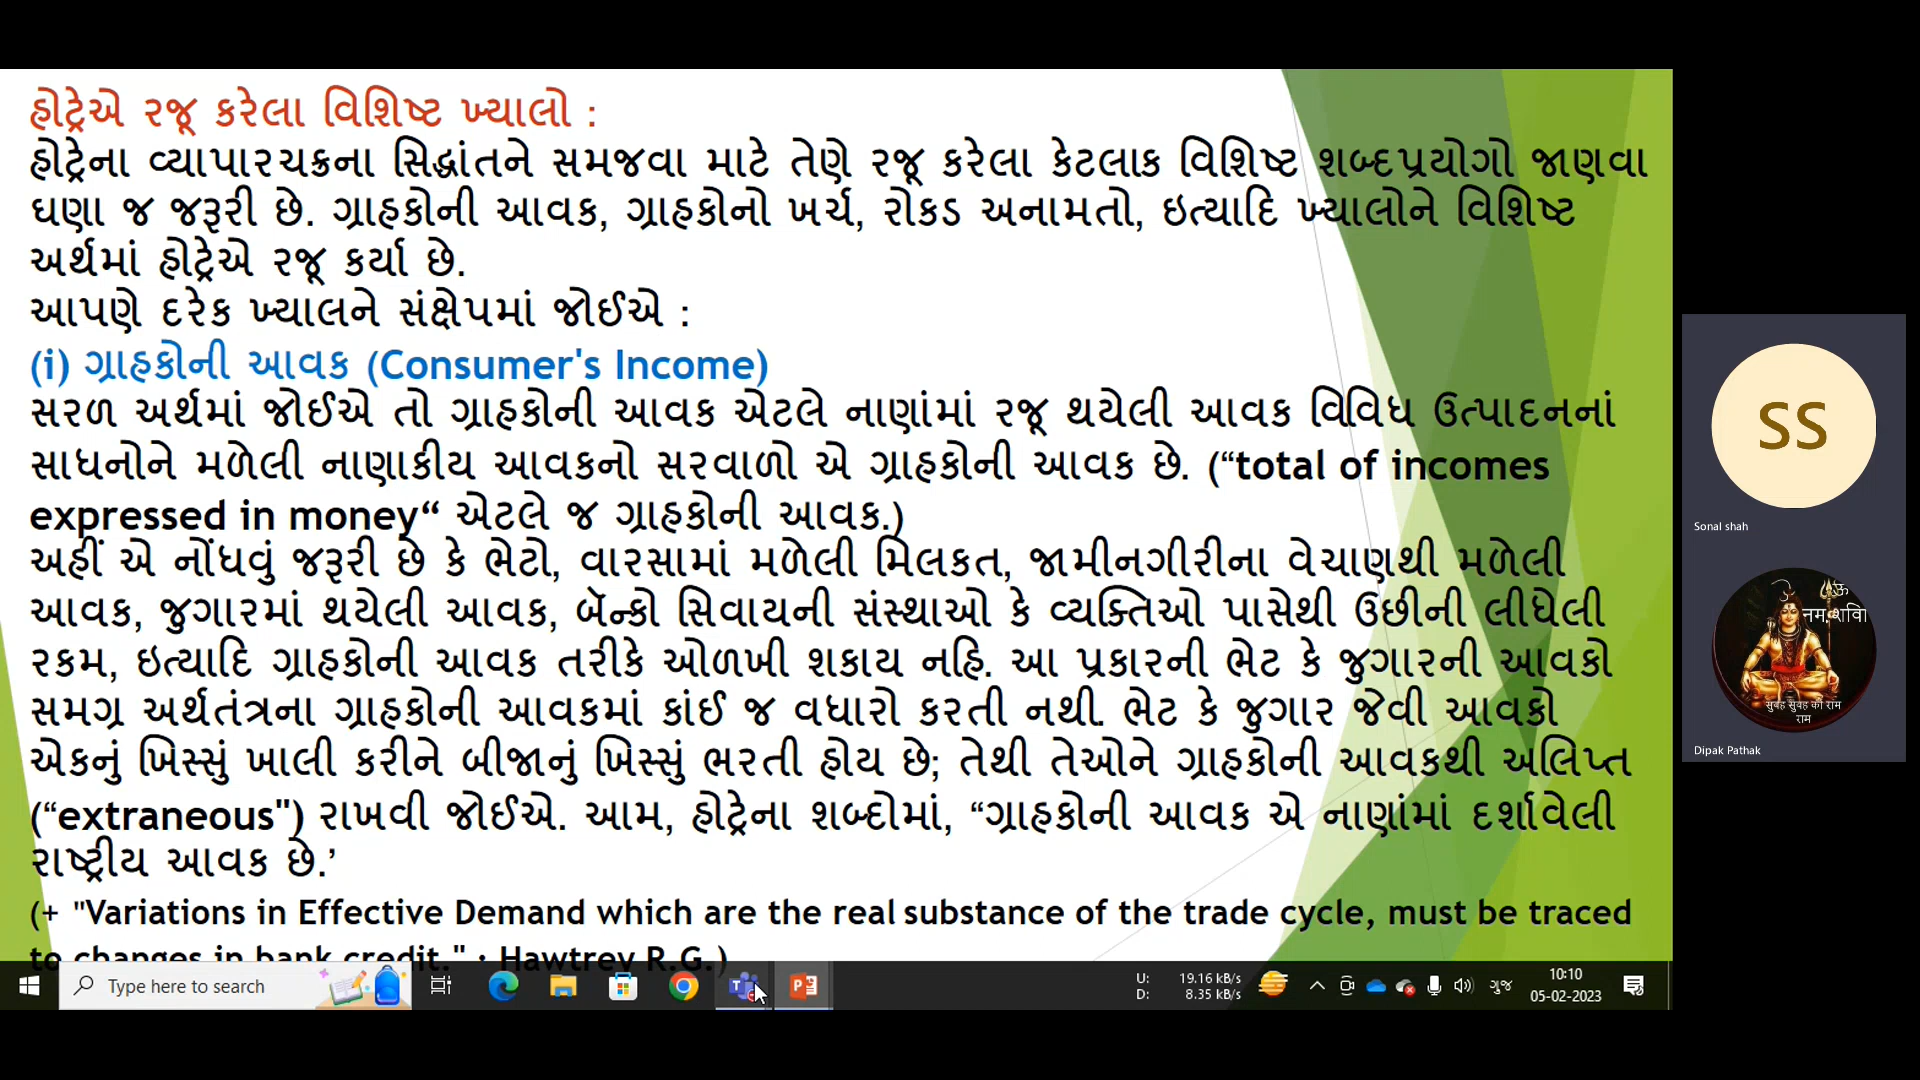 હોટ્રેએ રજૂ કરેલા વિશિષ્ટ ખ્યાલો :
હોટ્રેના વ્યાપારચક્રના સિદ્ધાંતને સમજવા માટે તેણે રજૂ કરેલા કેટલાક વિશિષ્ટ શબ્દપ્રયોગો જાણવા
ઘણા જ જરૂરી છે. ગ્રાહકોની આવક, ગ્રાહકોનો ખર્ચ, રોકડ અનામતો, ઇત્યાદિ ખ્યાલોને વિશિષ્ટ
અર્થમાં હોટ્રેએ રજૂ કર્યા છે.
આપણે દરેક ખ્યાલને સંક્ષેપમાં જોઈએ :
(i) ગ્રાહકોની આવક (Consumer's Income)
સરળ અર્થમાં જોઈએ તો ગ્રાહકોની આવક એટલે નાણાંમાં રજૂ થયેલી આવક વિવિધ ઉત્પાદનનાં
સાધનોને મળેલી નાણાકીય આવકનો સરવાળો એ ગ્રાહકોની આવક છે. (“total of incomes
expressed in money“ એટલે જ ગ્રાહકોની આવક.)
અહીં એ નોંધવું જરૂરી છે કે ભેટો, વારસામાં મળેલી મિલકત, જામીનગીરીના વેચાણથી મળેલી
આવક, જુગારમાં થયેલી આવક, બેંન્કો સિવાયની સંસ્થાઓ કે વ્યક્તિઓ પાસેથી ઉછીની લીધેલી
રકમ, ઇત્યાદિ ગ્રાહકોની આવક તરીકે ઓળખી શકાય નહિ. આ પ્રકારની ભેટ કે જુગારની આવકો
સમગ્ર અર્થતંત્રના ગ્રાહકોની આવકમાં કાંઈ જ વધારો કરતી નથી. ભેટ કે જુગાર જેવી આવકો
એકનું ખિસ્સું ખાલી કરીને બીજાનું ખિસ્સું ભરતી હોય છે; તેથી તેઓને ગ્રાહકોની આવકથી અલિપ્ત
(“extraneous") રાખવી જોઈએ. આમ, હોટ્રેના શબ્દોમાં, “ગ્રાહકોની આવક એ નાણાંમાં દર્શાવેલી
રાષ્ટ્રીય આવક છે.’
(+ "Variations in Effective Demand which are the real substance of the trade cycle, must be traced
to changes in bank credit." : Hawtrey R.G.)
SS
Sonal shah
ॐ
सुबह सुबह की राम
राम
Dipak Pathak
Type here to search
U: 19.16 kB/s
D: 8.35 kB/s
ગુજ
10:10
05-02-2023